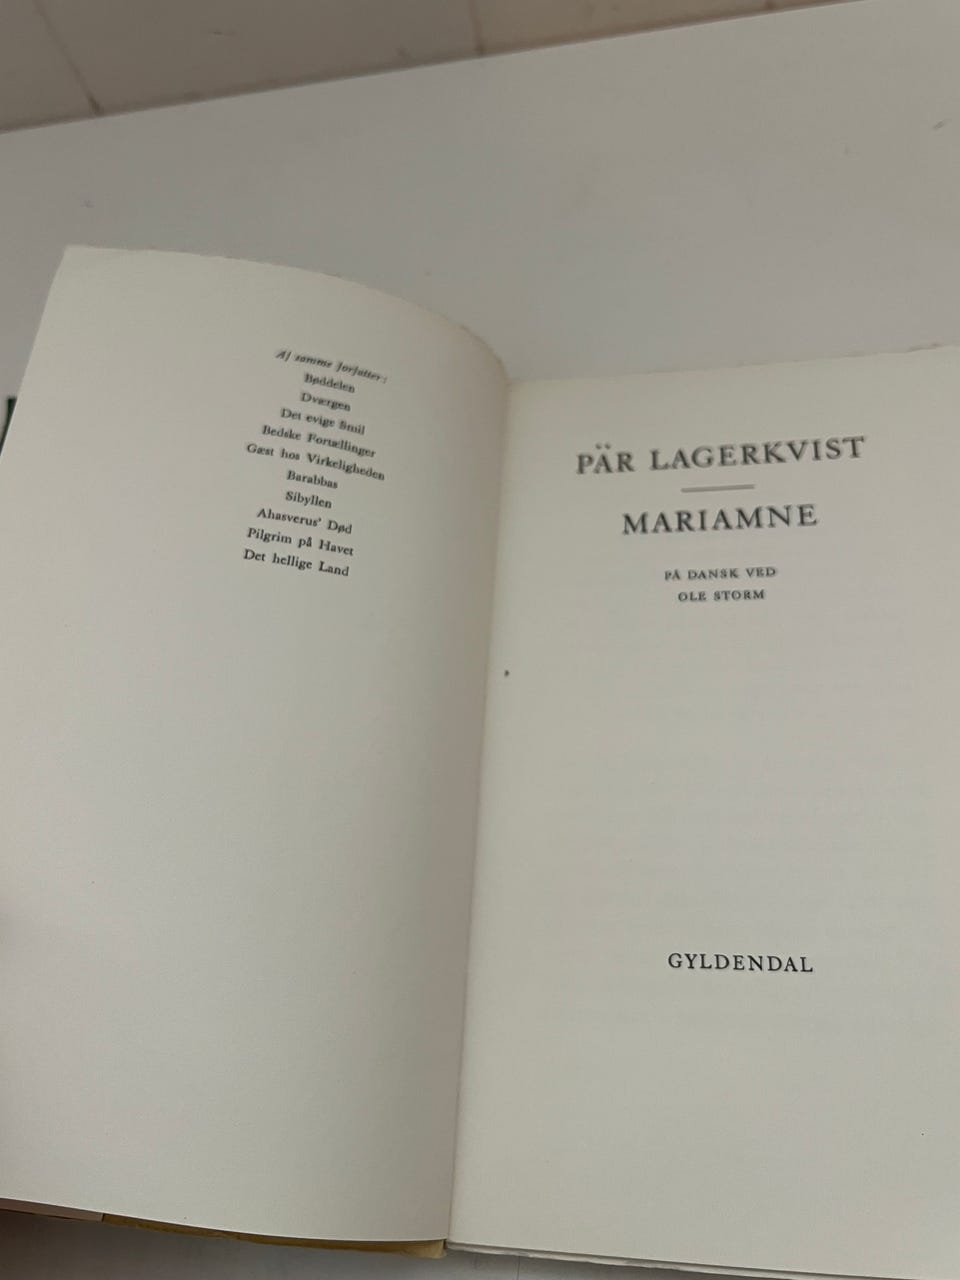 Af samme forfatter:
Bøddelen
Dværgen
Det evige Smil
Bedske Fortællinger
Gæst hos Virkeligheden
Barabbas
Sibyllen
Ahasverus' Død
Pilgrim på Havet
Det hellige Land
PÄR LAGERKVIST
MARIAMNE
PÅ DANSK VED
OLE STORM
GYLDENDAL